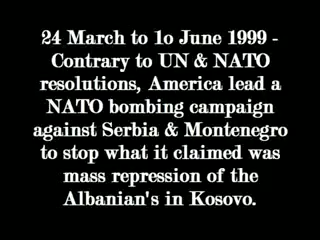 24 March to 1o June 1999 -
Contrary to UN & NATO
resolutions, America lead a
NATO bombing campaign
against Serbia & Montenegro
to stop what it claimed was
mass repression of the
Albanian's in Kosovo.